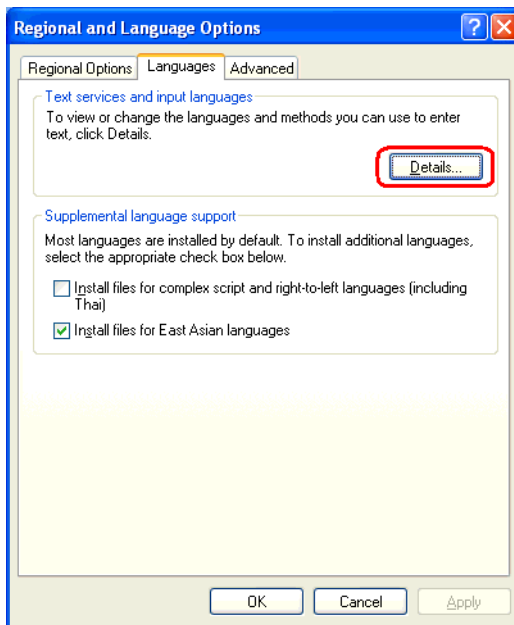 Regional and Language Options
Regional Options Languages Advanced
Text services and input languages
To view or change the languages and methods you can use to enter
text, click Details.
Details...
Supplemental language support
Most languages are installed by default. To install additional languages,
select the appropriate check box below.
Install files for complex script and right-to-left languages (including
Thai)
Install files for East Asian languages
OK Cancel Apply